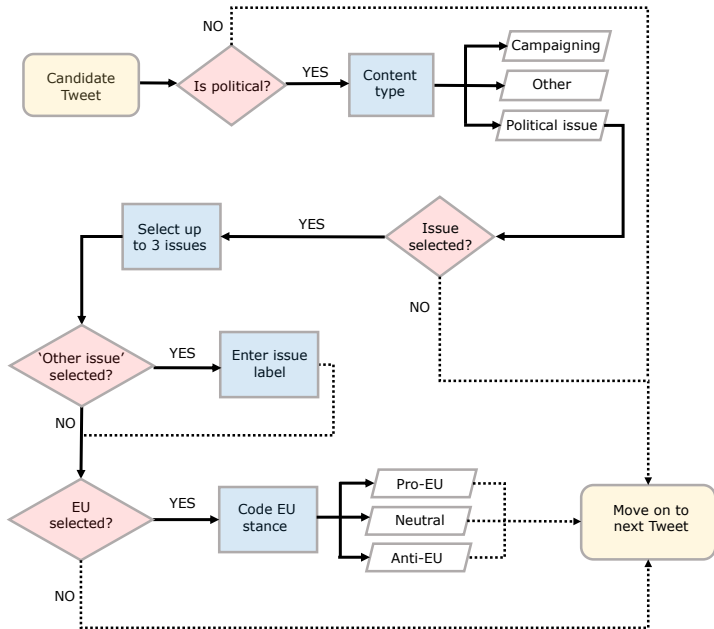 NO
Candidate
Tweet
Is political?
YES
Content
type
Campaigning
Other
Political issue
Select up
to 3 issues
YES
Issue
selected?
NO
‘Other issue’
selected?
YES
Enter issue
label
NO
EU
selected?
YES
Code EU
stance
Pro-EU
Neutral
Anti-EU
Move on to
next Tweet
NO